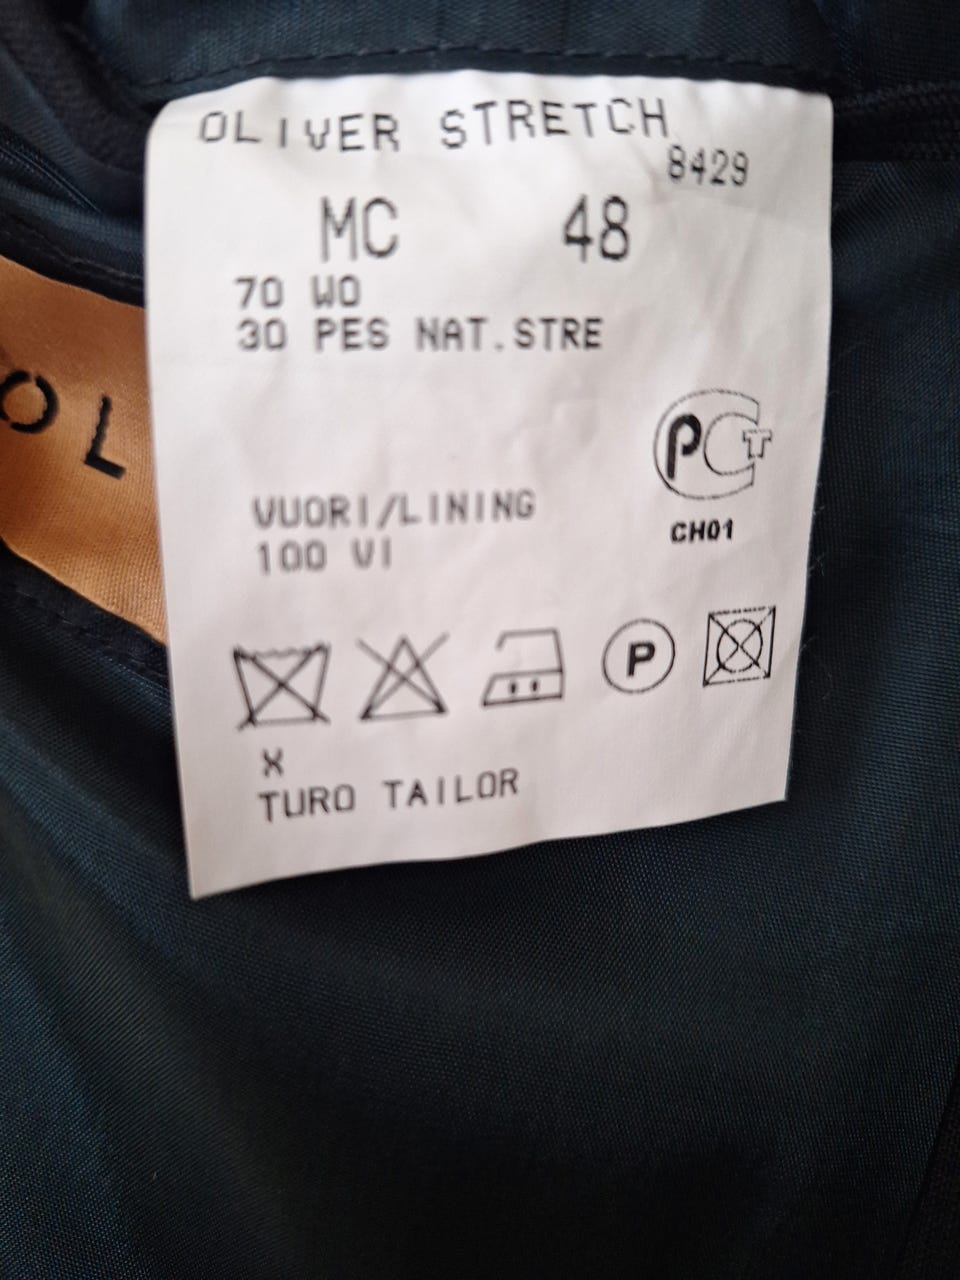 OLIVER STRETCH
8429
MC 48
70 WO
30 PES NAT.STRE
PCT
CH01
VUORI/LINING
100 VI
P
X
TURO TAILOR
OL